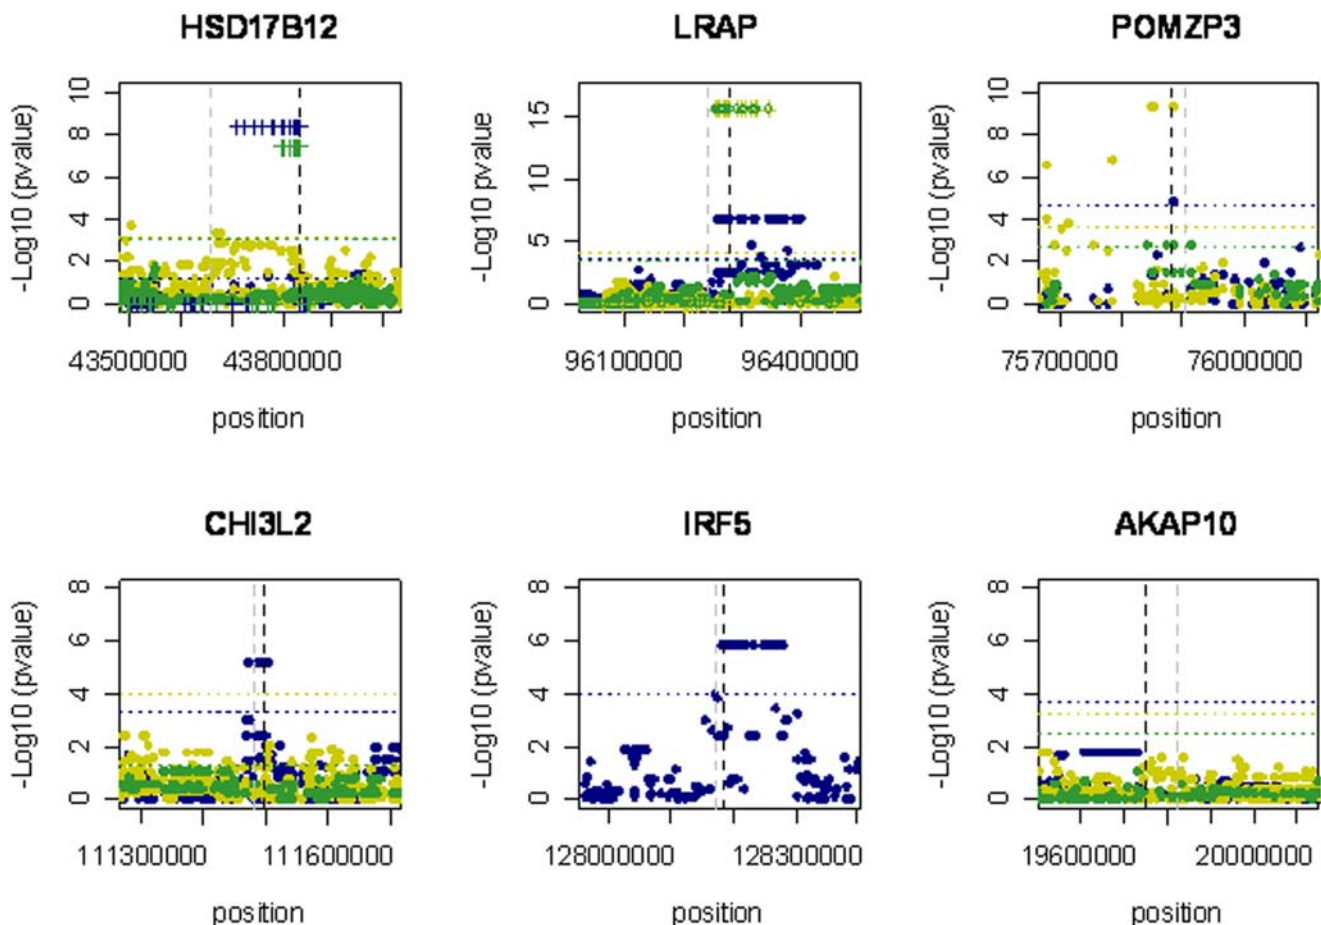 HSD17B12 LRAP POMZP3
-Log10 (pvalue)
10
8
6
4
2
0
43500000 43800000
position
-Log10 pvalue
15
10
5
0
96100000 96400000
position
-Log10 (pvalue)
10
8
6
4
2
0
75700000 76000000
position
CHI3L2 IRF5 AKAP10
-Log10 (pvalue)
8
6
4
2
0
111300000 111600000
position
-Log10 (pvalue)
8
6
4
2
0
128000000 128300000
position
-Log10 (pvalue)
8
6
4
2
0
19600000 20000000
position